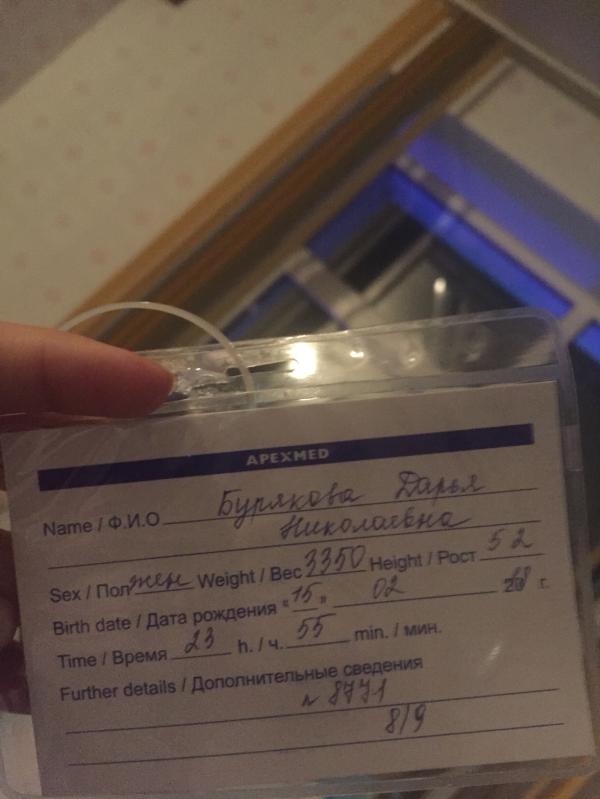 APEXMED
Name / Ф.И.О Бурякова Дарья
Николаевна
Sex / Пол жен Weight / Вес 3350 Height / Рост 52
Birth date / Дата рождения "15" 02 2018 г.
Time / Время 23 h. / ч. 55 min. / мин.
Further details / Дополнительные сведения
№ 8771
8/9